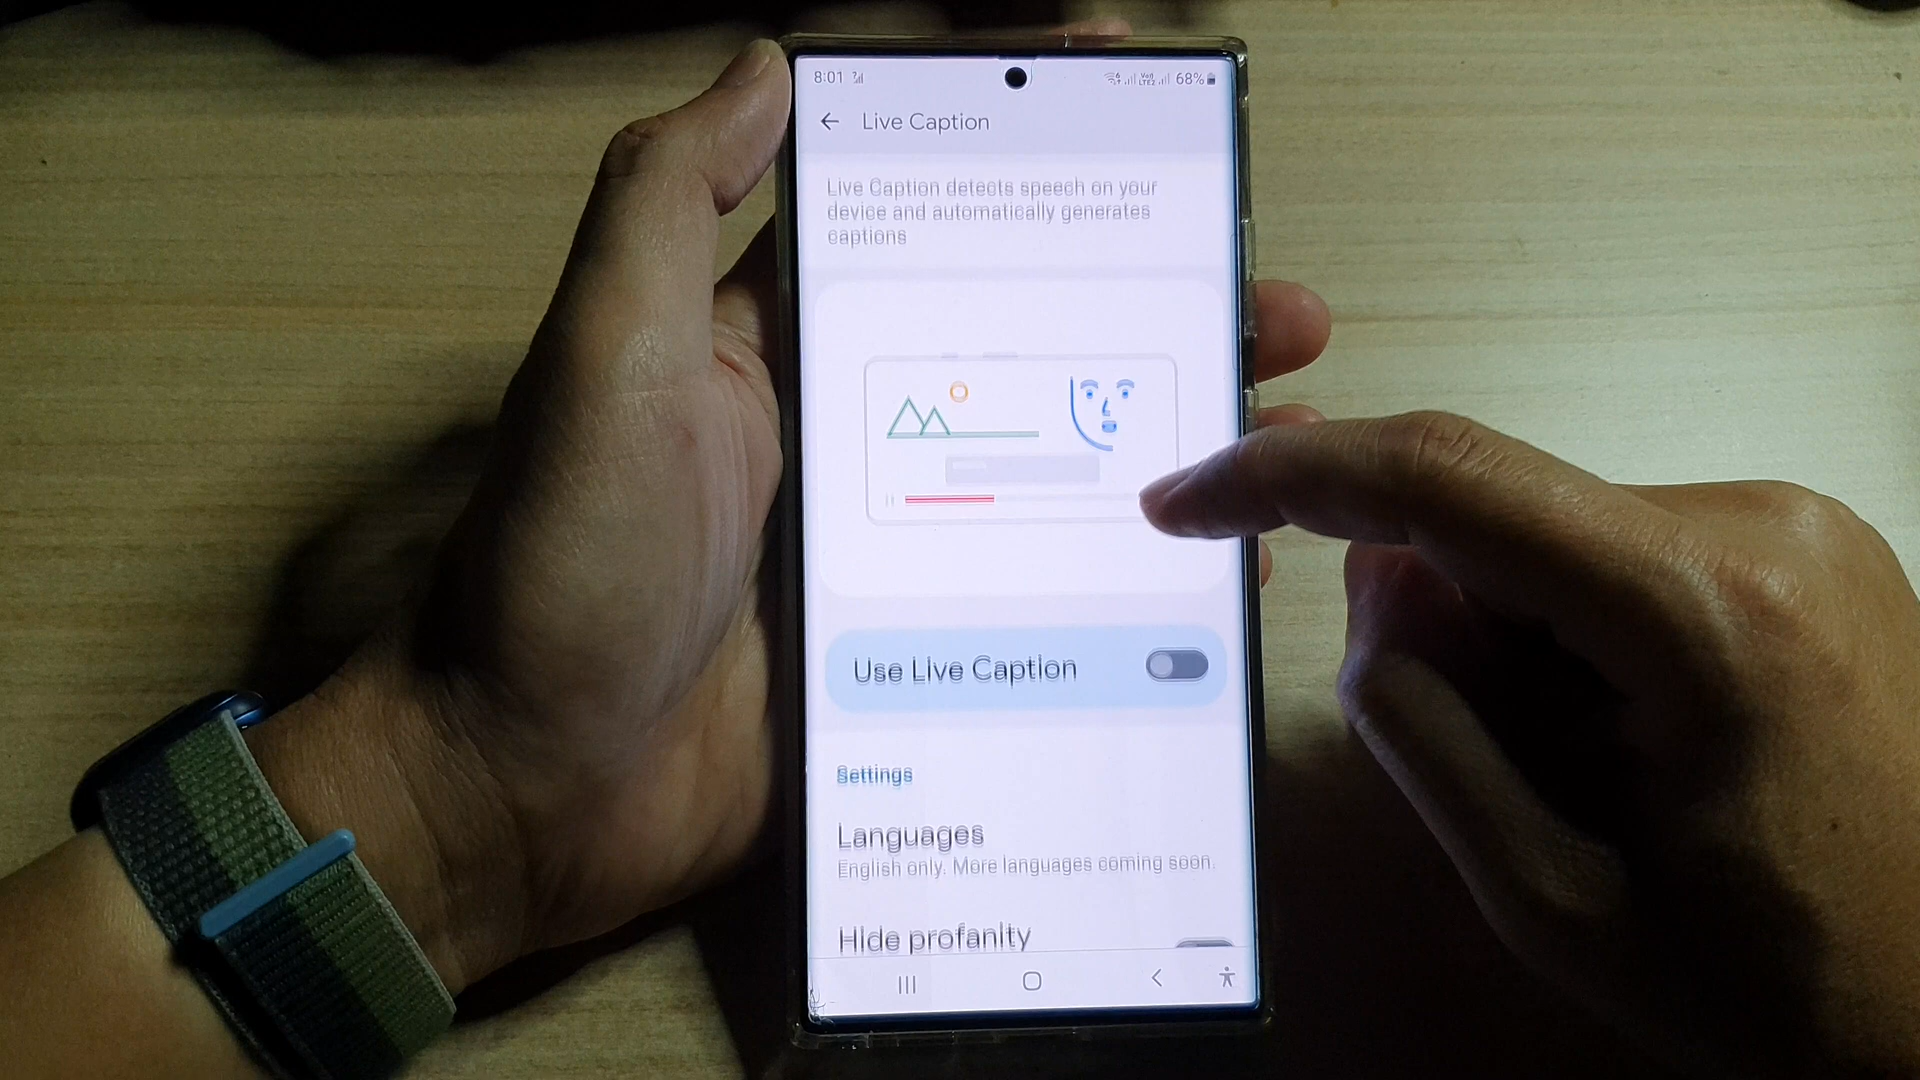 8:01 68%
Live Caption
Live Caption detects speech on your
device and automatically generates
captions
Use Live Caption
Settings
Languages
English only. More languages coming soon.
Hide profanity